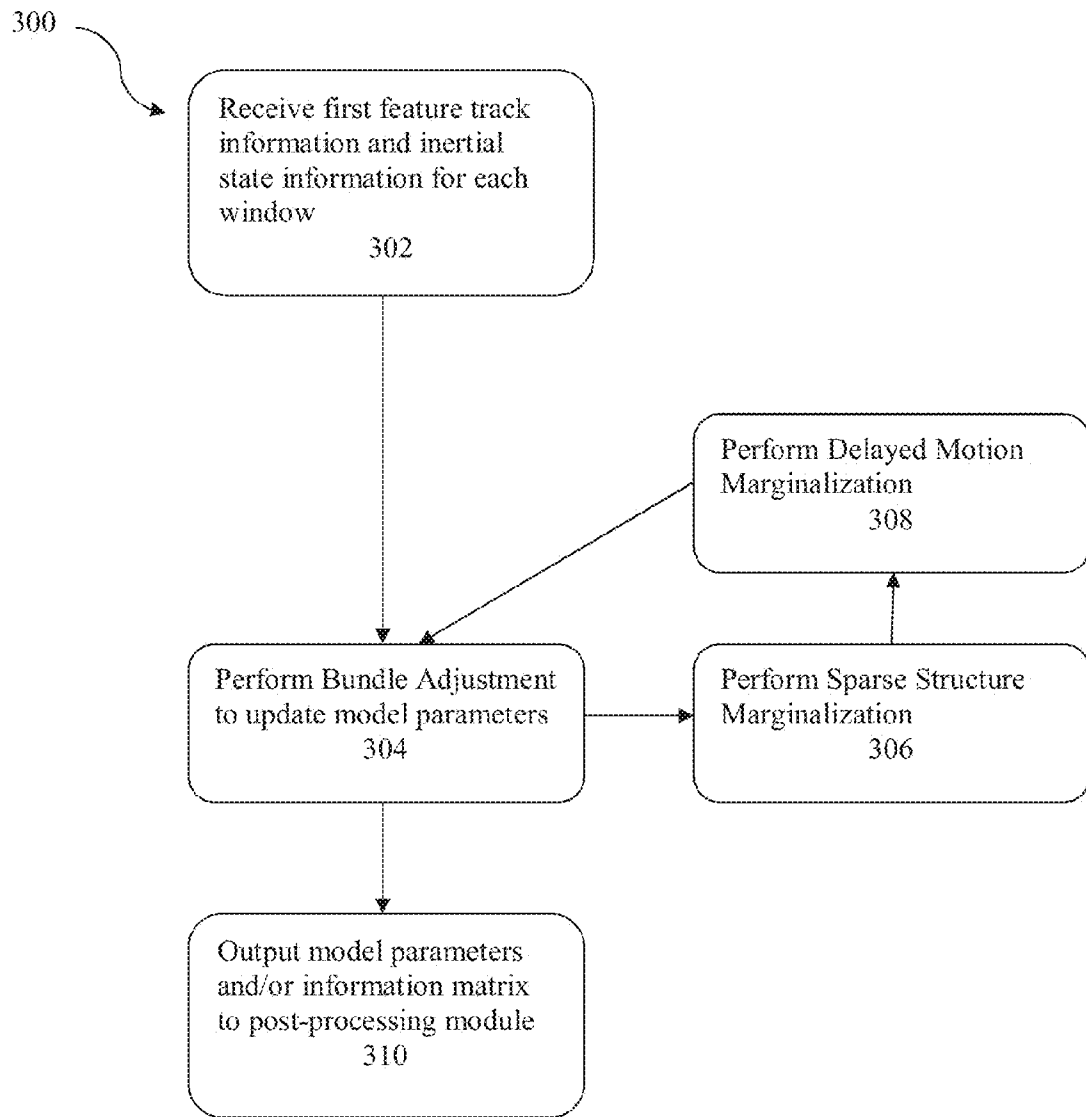 300
Receive first feature track
information and inertial
state information for each
window
302
Perform Delayed Motion
Marginalization
308
Perform Bundle Adjustment
to update model parameters
304
Perform Sparse Structure
Marginalization
306
Output model parameters
and/or information matrix
to post-processing module
310